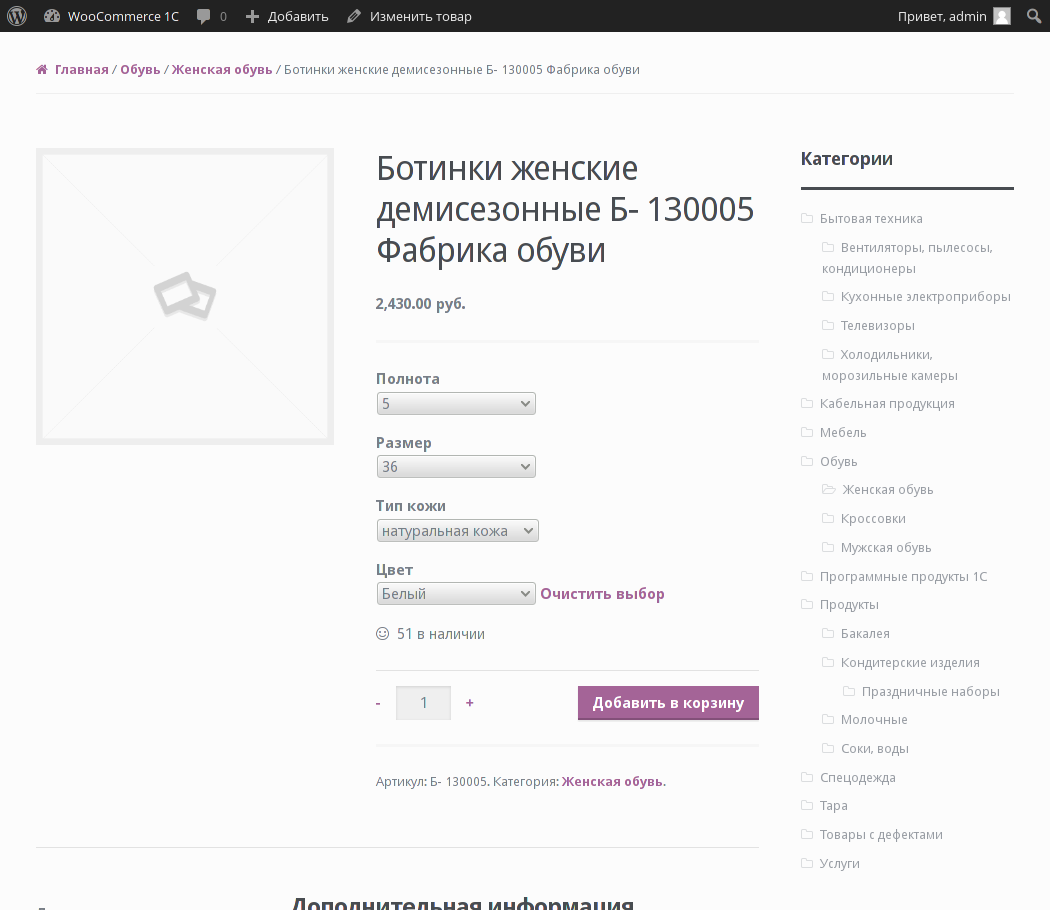 WooCommerce 1C 0 Добавить Изменить товар Привет, admin
Главная / Обувь / Женская обувь / Ботинки женские демисезонные Б- 130005 Фабрика обуви
Ботинки женские
демисезонные Б- 130005
Фабрика обуви
2,430.00 руб.
Полнота
5
Размер
36
Тип кожи
натуральная кожа
Цвет
Белый Очистить выбор
51 в наличии
- 1 + Добавить в корзину
Артикул: Б- 130005. Категория: Женская обувь.
Дополнительная информация
Категории
Бытовая техника
Вентиляторы, пылесосы,
кондиционеры
Кухонные электроприборы
Телевизоры
Холодильники,
морозильные камеры
Кабельная продукция
Мебель
Обувь
Женская обувь
Кроссовки
Мужская обувь
Программные продукты 1С
Продукты
Бакалея
Кондитерские изделия
Праздничные наборы
Молочные
Соки, воды
Спецодежда
Тара
Товары с дефектами
Услуги